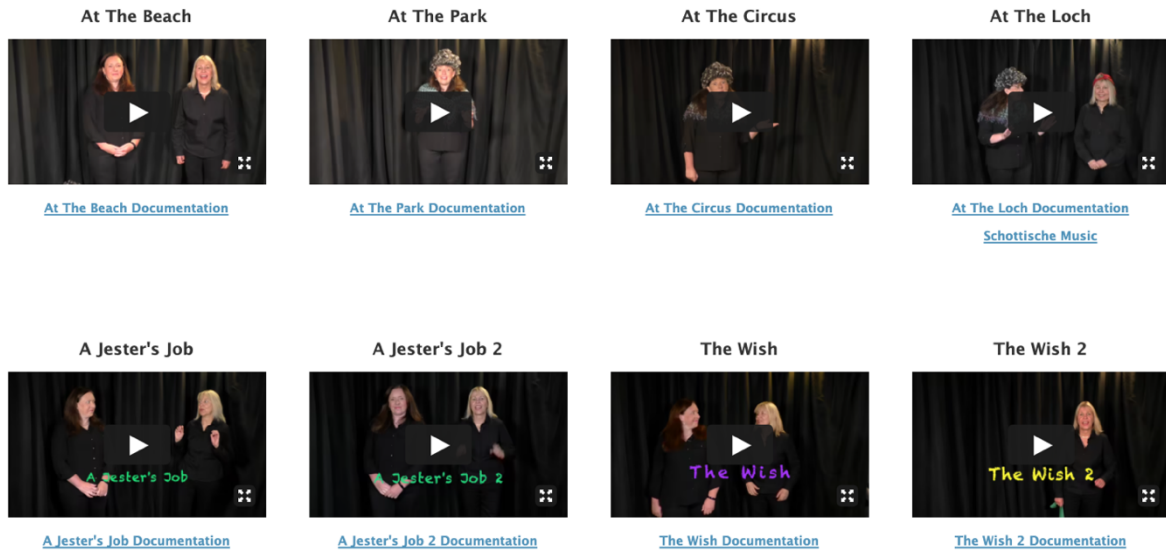 At The Beach
At The Park
At The Circus
At The Loch
At The Beach Documentation
At The Park Documentation
At The Circus Documentation
At The Loch Documentation
Schottische Music
A Jester's Job
A Jester's Job 2
The Wish
The Wish 2
A Jester's Job
A Jester's Job 2
The Wish
The Wish 2
A Jester's Job Documentation
A Jester's Job 2 Documentation
The Wish Documentation
The Wish 2 Documentation